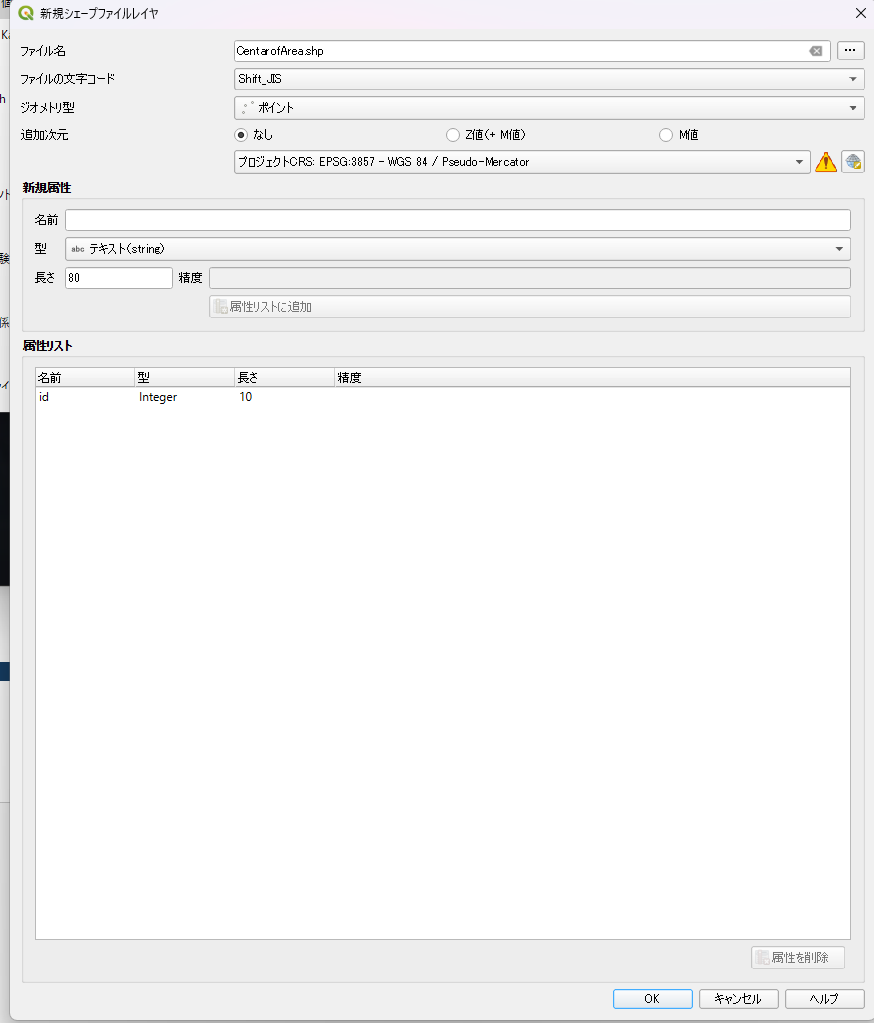 新規シェープファイルレイヤ
ファイル名
CentarofArea.shp
...
ファイルの文字コード
Shift_JIS
ジオメトリ型
ポイント
追加次元
なし
Z値(+ M値)
M値
プロジェクトCRS: EPSG:3857 - WGS 84 / Pseudo-Mercator
新規属性
名前
型
abc テキスト(string)
長さ
80
精度
属性リストに追加
属性リスト
名前 型 長さ 精度
id Integer 10
属性を削除
OK キャンセル ヘルプ